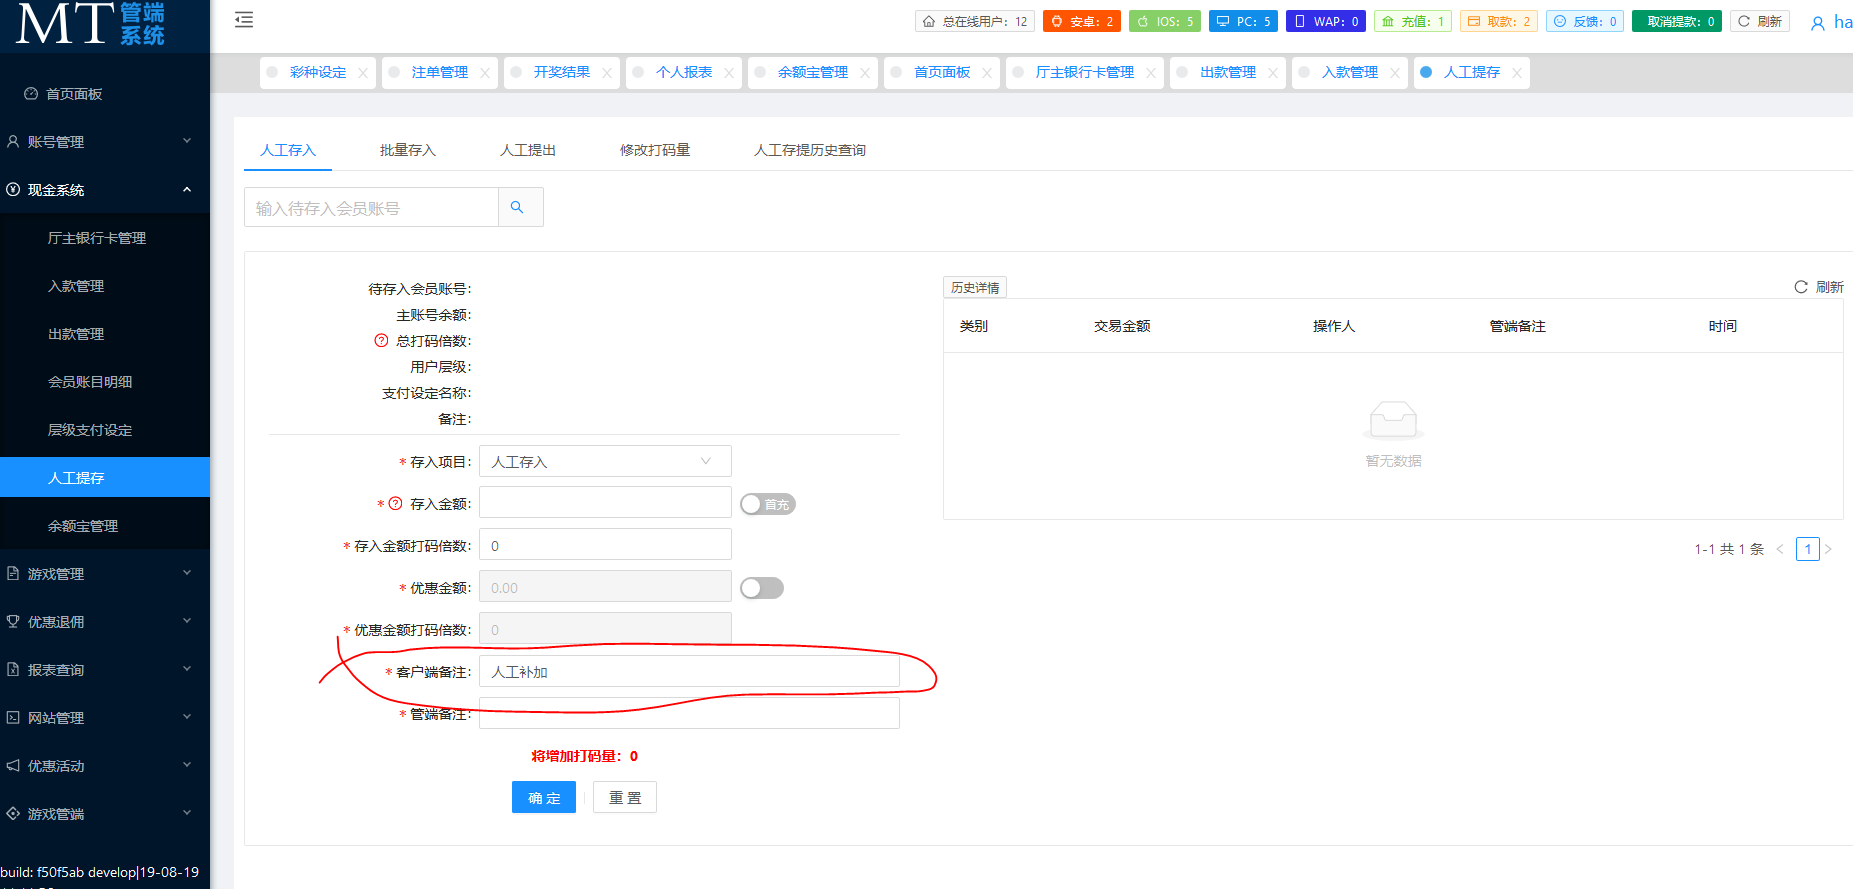 MT 管端系统
总在线用户：12
安卓：2
IOS：5
PC：5
WAP：0
充值：1
取款：2
反馈：0
取消提款：0
刷新
ha
彩种设定
注单管理
开奖结果
个人报表
余额宝管理
首页面板
厅主银行卡管理
出款管理
入款管理
人工提存
首页面板
账号管理
现金系统
厅主银行卡管理
入款管理
出款管理
会员账目明细
层级支付设定
人工提存
余额宝管理
游戏管理
优惠退佣
报表查询
网站管理
优惠活动
游戏管端
build: f50f5ab develop|19-08-19
人工存入
批量存入
人工提出
修改打码量
人工存提历史查询
输入待存入会员账号
待存入会员账号:
主账号余额:
总打码倍数:
用户层级:
支付设定名称:
备注:
* 存入项目: 人工存入
* 存入金额: 首充
* 存入金额打码倍数: 0
* 优惠金额: 0.00
* 优惠金额打码倍数: 0
* 客户端备注: 人工补加
* 管端备注:
将增加打码量：0
确 定
重 置
历史详情
刷新
类别 交易金额 操作人 管端备注 时间
暂无数据
1-1 共 1 条 < 1 >